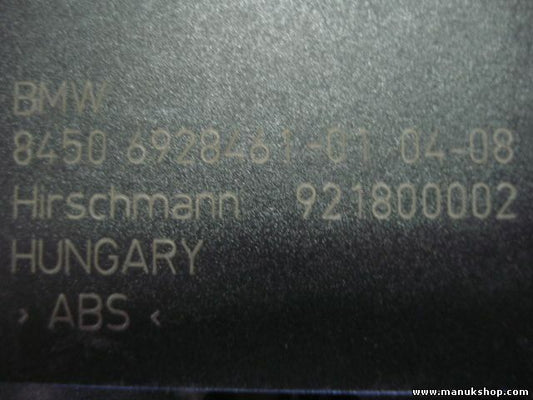 BMW
8450 6928461-01 04-08
Hirschmann 921800002
HUNGARY
› ABS ‹
www.manukshop.com